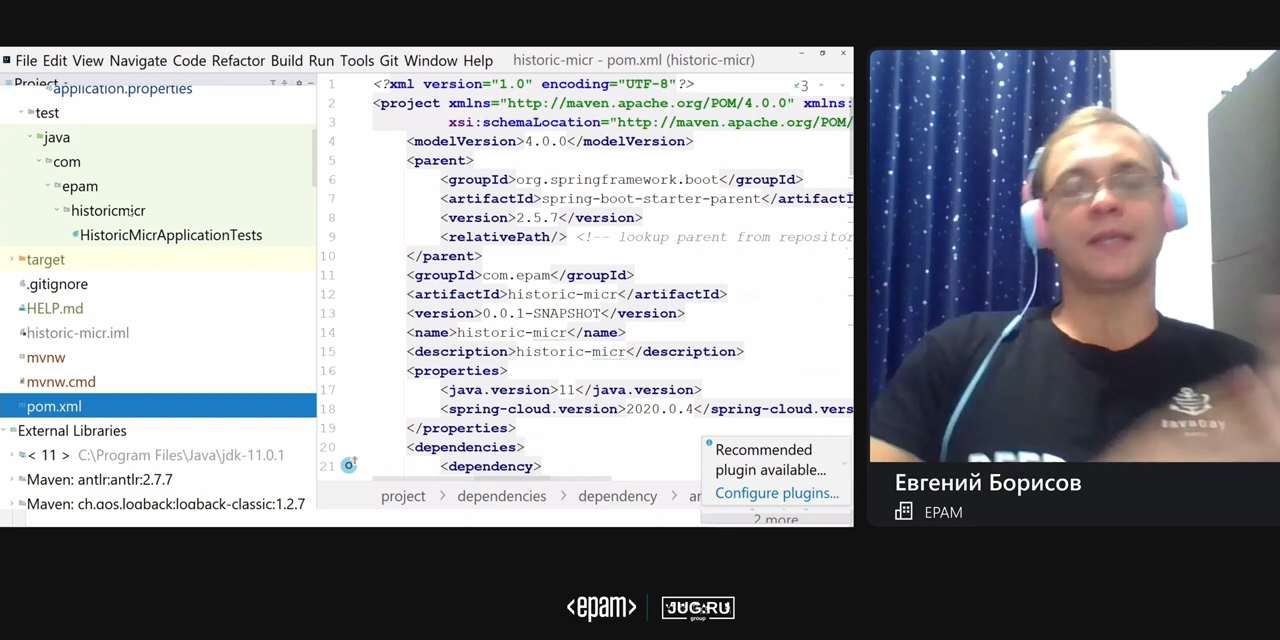 File Edit View Navigate Code Refactor Build Run Tools Git Window Help historic-micr - pom.xml (historic-micr)
Project
application.properties
test
java
com
epam
historicmicr
HistoricMicrApplicationTests
target
.gitignore
HELP.md
historic-micr.iml
mvnw
mvnw.cmd
pom.xml
External Libraries
< 11 > C:\Program Files\Java\jdk-11.0.1
Maven: antlr:antlr:2.7.7
Maven: ch.qos.logback:logback-classic:1.2.7
3
1 <?xml version="1.0" encoding="UTF-8"?>
2 <project xmlns="http://maven.apache.org/POM/4.0.0" xmlns:
3 xsi:schemaLocation="http://maven.apache.org/POM/
4 <modelVersion>4.0.0</modelVersion>
5 <parent>
6 <groupId>org.springframework.boot</groupId>
7 <artifactId>spring-boot-starter-parent</artifactI
8 <version>2.5.7</version>
9 <relativePath/> <!-- lookup parent from repositor
10 </parent>
11 <groupId>com.epam</groupId>
12 <artifactId>historic-micr</artifactId>
13 <version>0.0.1-SNAPSHOT</version>
14 <name>historic-micr</name>
15 <description>historic-micr</description>
16 <properties>
17 <java.version>11</java.version>
18 <spring-cloud.version>2020.0.4</spring-cloud.vers
19 </properties>
20 <dependencies>
21 <dependency>
project > dependencies > dependency > ar
Recommended
plugin available...
Configure plugins...
2 more
javaday
Евгений Борисов
EPAM
<epam> JUG.RU
group